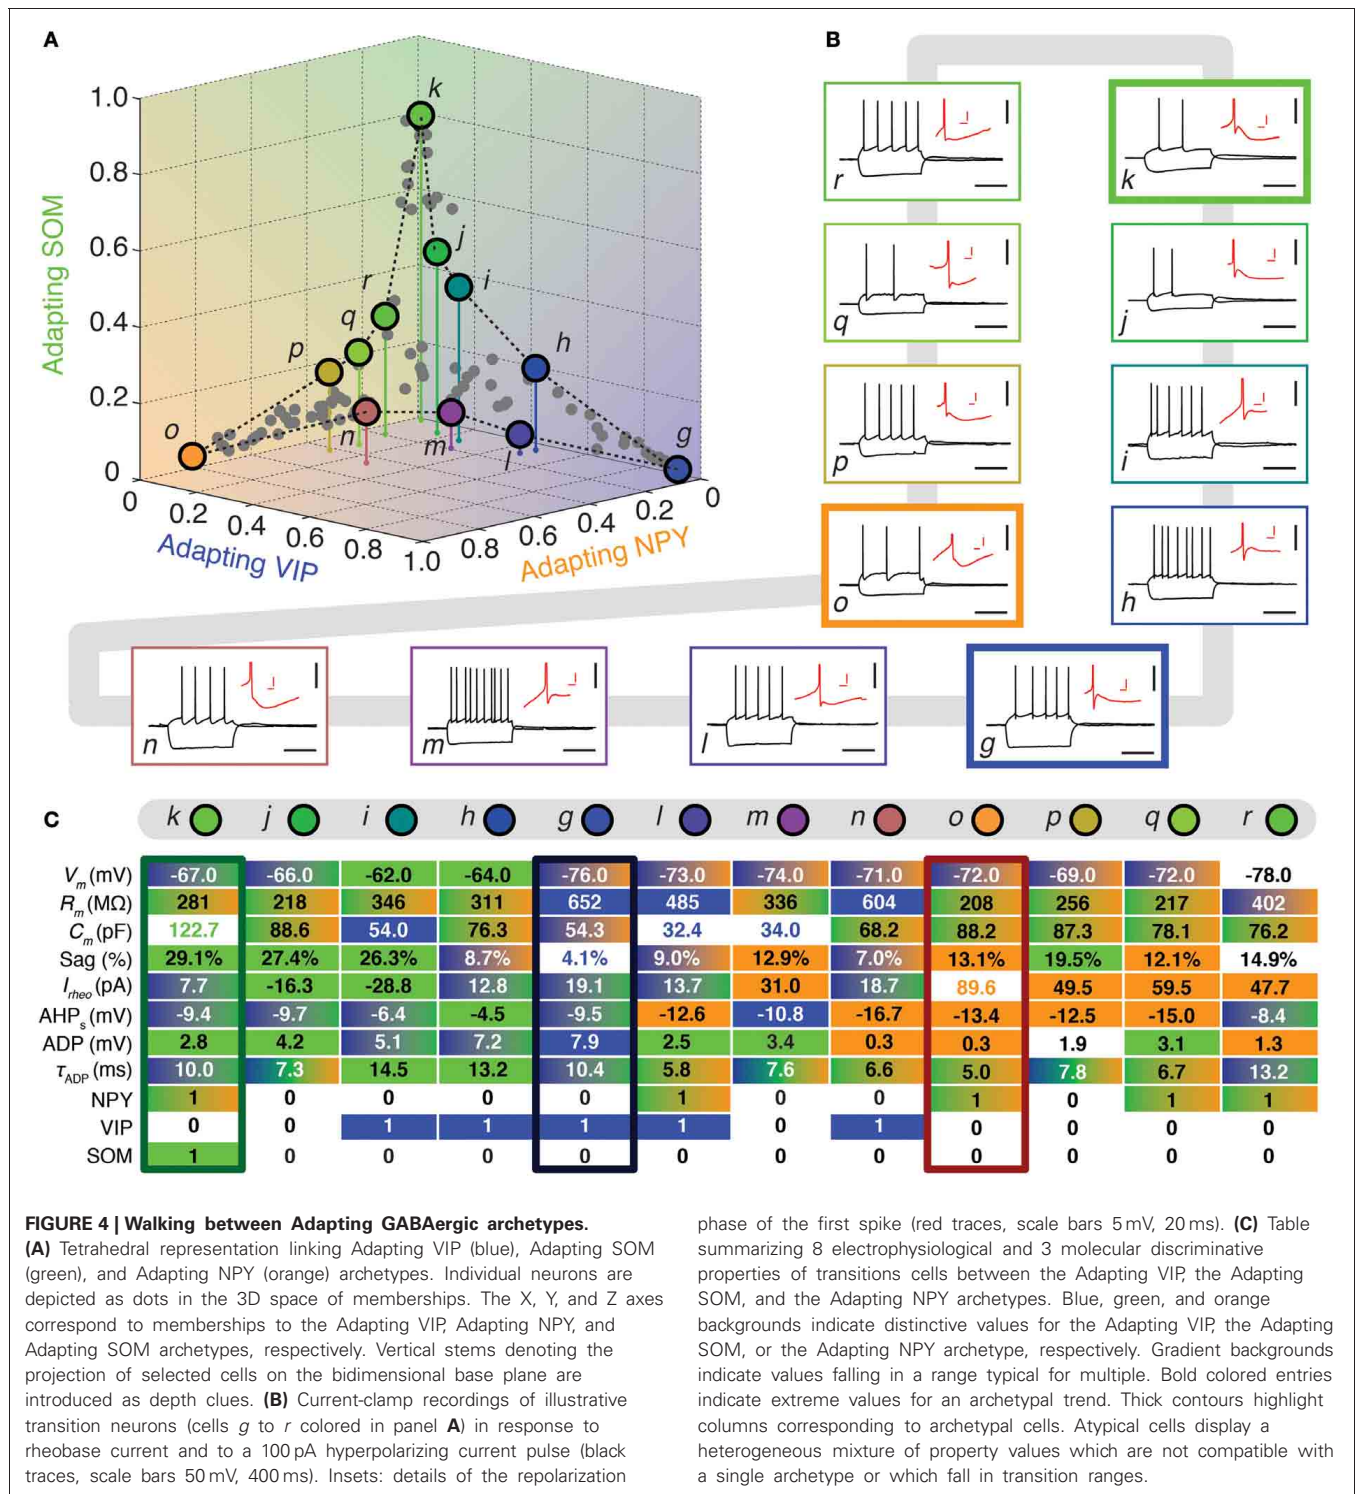 A
1.0
0.8
0.6
0.4
0.2
0
Adapting SOM
0
0.2
0.4
0.6
0.8
1.0
Adapting VIP
0.8
0.6
0.4
0.2
0
Adapting NPY
k
j
i
r
q
h
p
o
n
m
l
g
B
r
k
q
j
p
i
o
h
n
m
l
g
C
k j i h g l m n o p q r
Vm (mV) -67.0 -66.0 -62.0 -64.0 -76.0 -73.0 -74.0 -71.0 -72.0 -69.0 -72.0 -78.0
Rm (MΩ) 281 218 346 311 652 485 336 604 208 256 217 402
Cm (pF) 122.7 88.6 54.0 76.3 54.3 32.4 34.0 68.2 88.2 87.3 78.1 76.2
Sag (%) 29.1% 27.4% 26.3% 8.7% 4.1% 9.0% 12.9% 7.0% 13.1% 19.5% 12.1% 14.9%
Irheo (pA) 7.7 -16.3 -28.8 12.8 19.1 13.7 31.0 18.7 89.6 49.5 59.5 47.7
AHPs (mV) -9.4 -9.7 -6.4 -4.5 -9.5 -12.6 -10.8 -16.7 -13.4 -12.5 -15.0 -8.4
ADP (mV) 2.8 4.2 5.1 7.2 7.9 2.5 3.4 0.3 0.3 1.9 3.1 1.3
τADP (ms) 10.0 7.3 14.5 13.2 10.4 5.8 7.6 6.6 5.0 7.8 6.7 13.2
NPY 1 0 0 0 0 1 0 0 1 0 1 1
VIP 0 0 1 1 1 1 0 1 0 0 0 0
SOM 1 0 0 0 0 0 0 0 0 0 0 0
FIGURE 4 | Walking between Adapting GABAergic archetypes.
(A) Tetrahedral representation linking Adapting VIP (blue), Adapting SOM
(green), and Adapting NPY (orange) archetypes. Individual neurons are
depicted as dots in the 3D space of memberships. The X, Y, and Z axes
correspond to memberships to the Adapting VIP, Adapting NPY, and
Adapting SOM archetypes, respectively. Vertical stems denoting the
projection of selected cells on the bidimensional base plane are
introduced as depth clues. (B) Current-clamp recordings of illustrative
transition neurons (cells g to r colored in panel A) in response to
rheobase current and to a 100 pA hyperpolarizing current pulse (black
traces, scale bars 50 mV, 400 ms). Insets: details of the repolarization
phase of the first spike (red traces, scale bars 5 mV, 20 ms). (C) Table
summarizing 8 electrophysiological and 3 molecular discriminative
properties of transitions cells between the Adapting VIP, the Adapting
SOM, and the Adapting NPY archetypes. Blue, green, and orange
backgrounds indicate distinctive values for the Adapting VIP, the Adapting
SOM, or the Adapting NPY archetype, respectively. Gradient backgrounds
indicate values falling in a range typical for multiple. Bold colored entries
indicate extreme values for an archetypal trend. Thick contours highlight
columns corresponding to archetypal cells. Atypical cells display a
heterogeneous mixture of property values which are not compatible with
a single archetype or which fall in transition ranges.